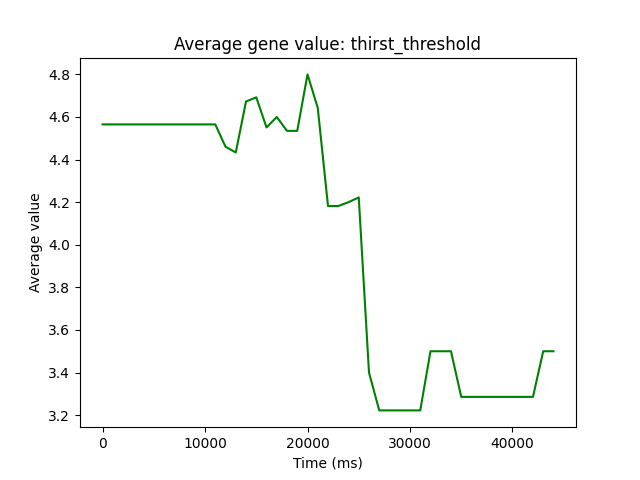 Average gene value: thirst_threshold
4.8
4.6
4.4
4.2
4.0
3.8
3.6
3.4
3.2
Average value
0 10000 20000 30000 40000
Time (ms)